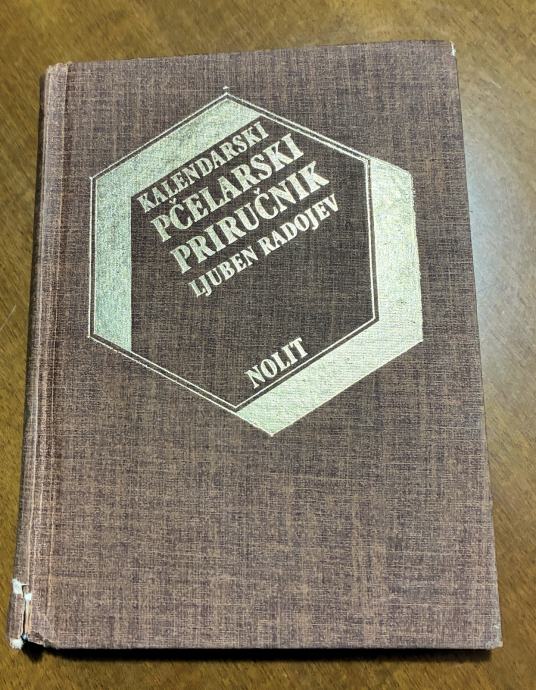 KALENDARSKI
PČELARSKI
PRIRUČNIK
LJUBEN RADOJEV
NOLIT